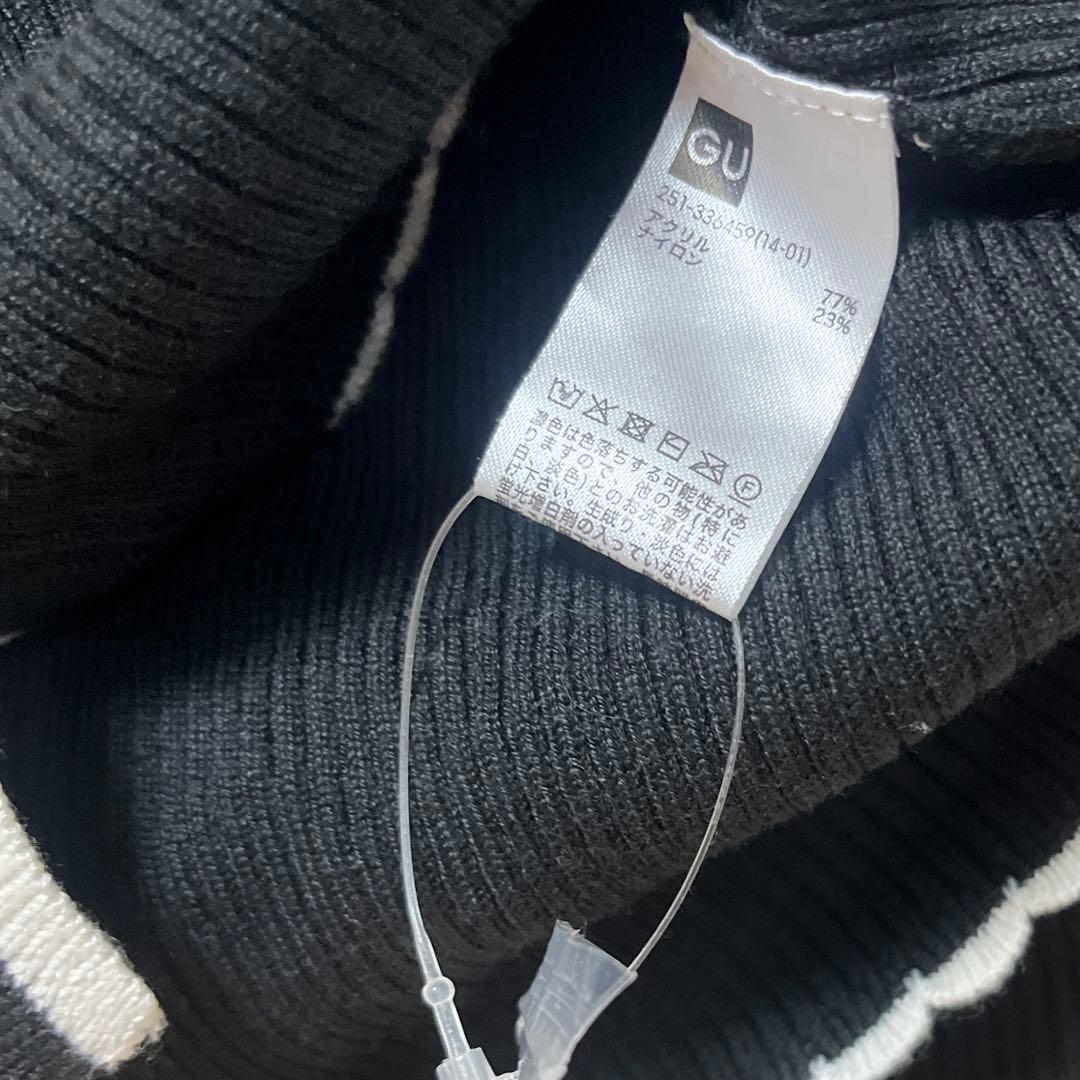 GU
251-336459(14-01)
アクリル 77%
ナイロン 23%
濃色は色落ちする可能性があ
りますので、他の物(特に
白、淡色)とのお洗濯はお避
け下さい。生成り、淡色には
蛍光増白剤の入っていない洗